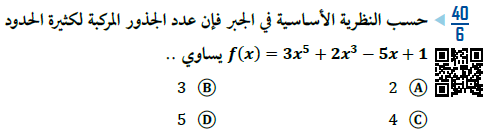 40/6 حسب النظرية الأساسية في الجبر فإن عدد الجذور المركبة لكثيرة الحدود
f(x) = 3x⁵ + 2x³ − 5x + 1 يساوي ..
A 2 B 3
C 4 D 5